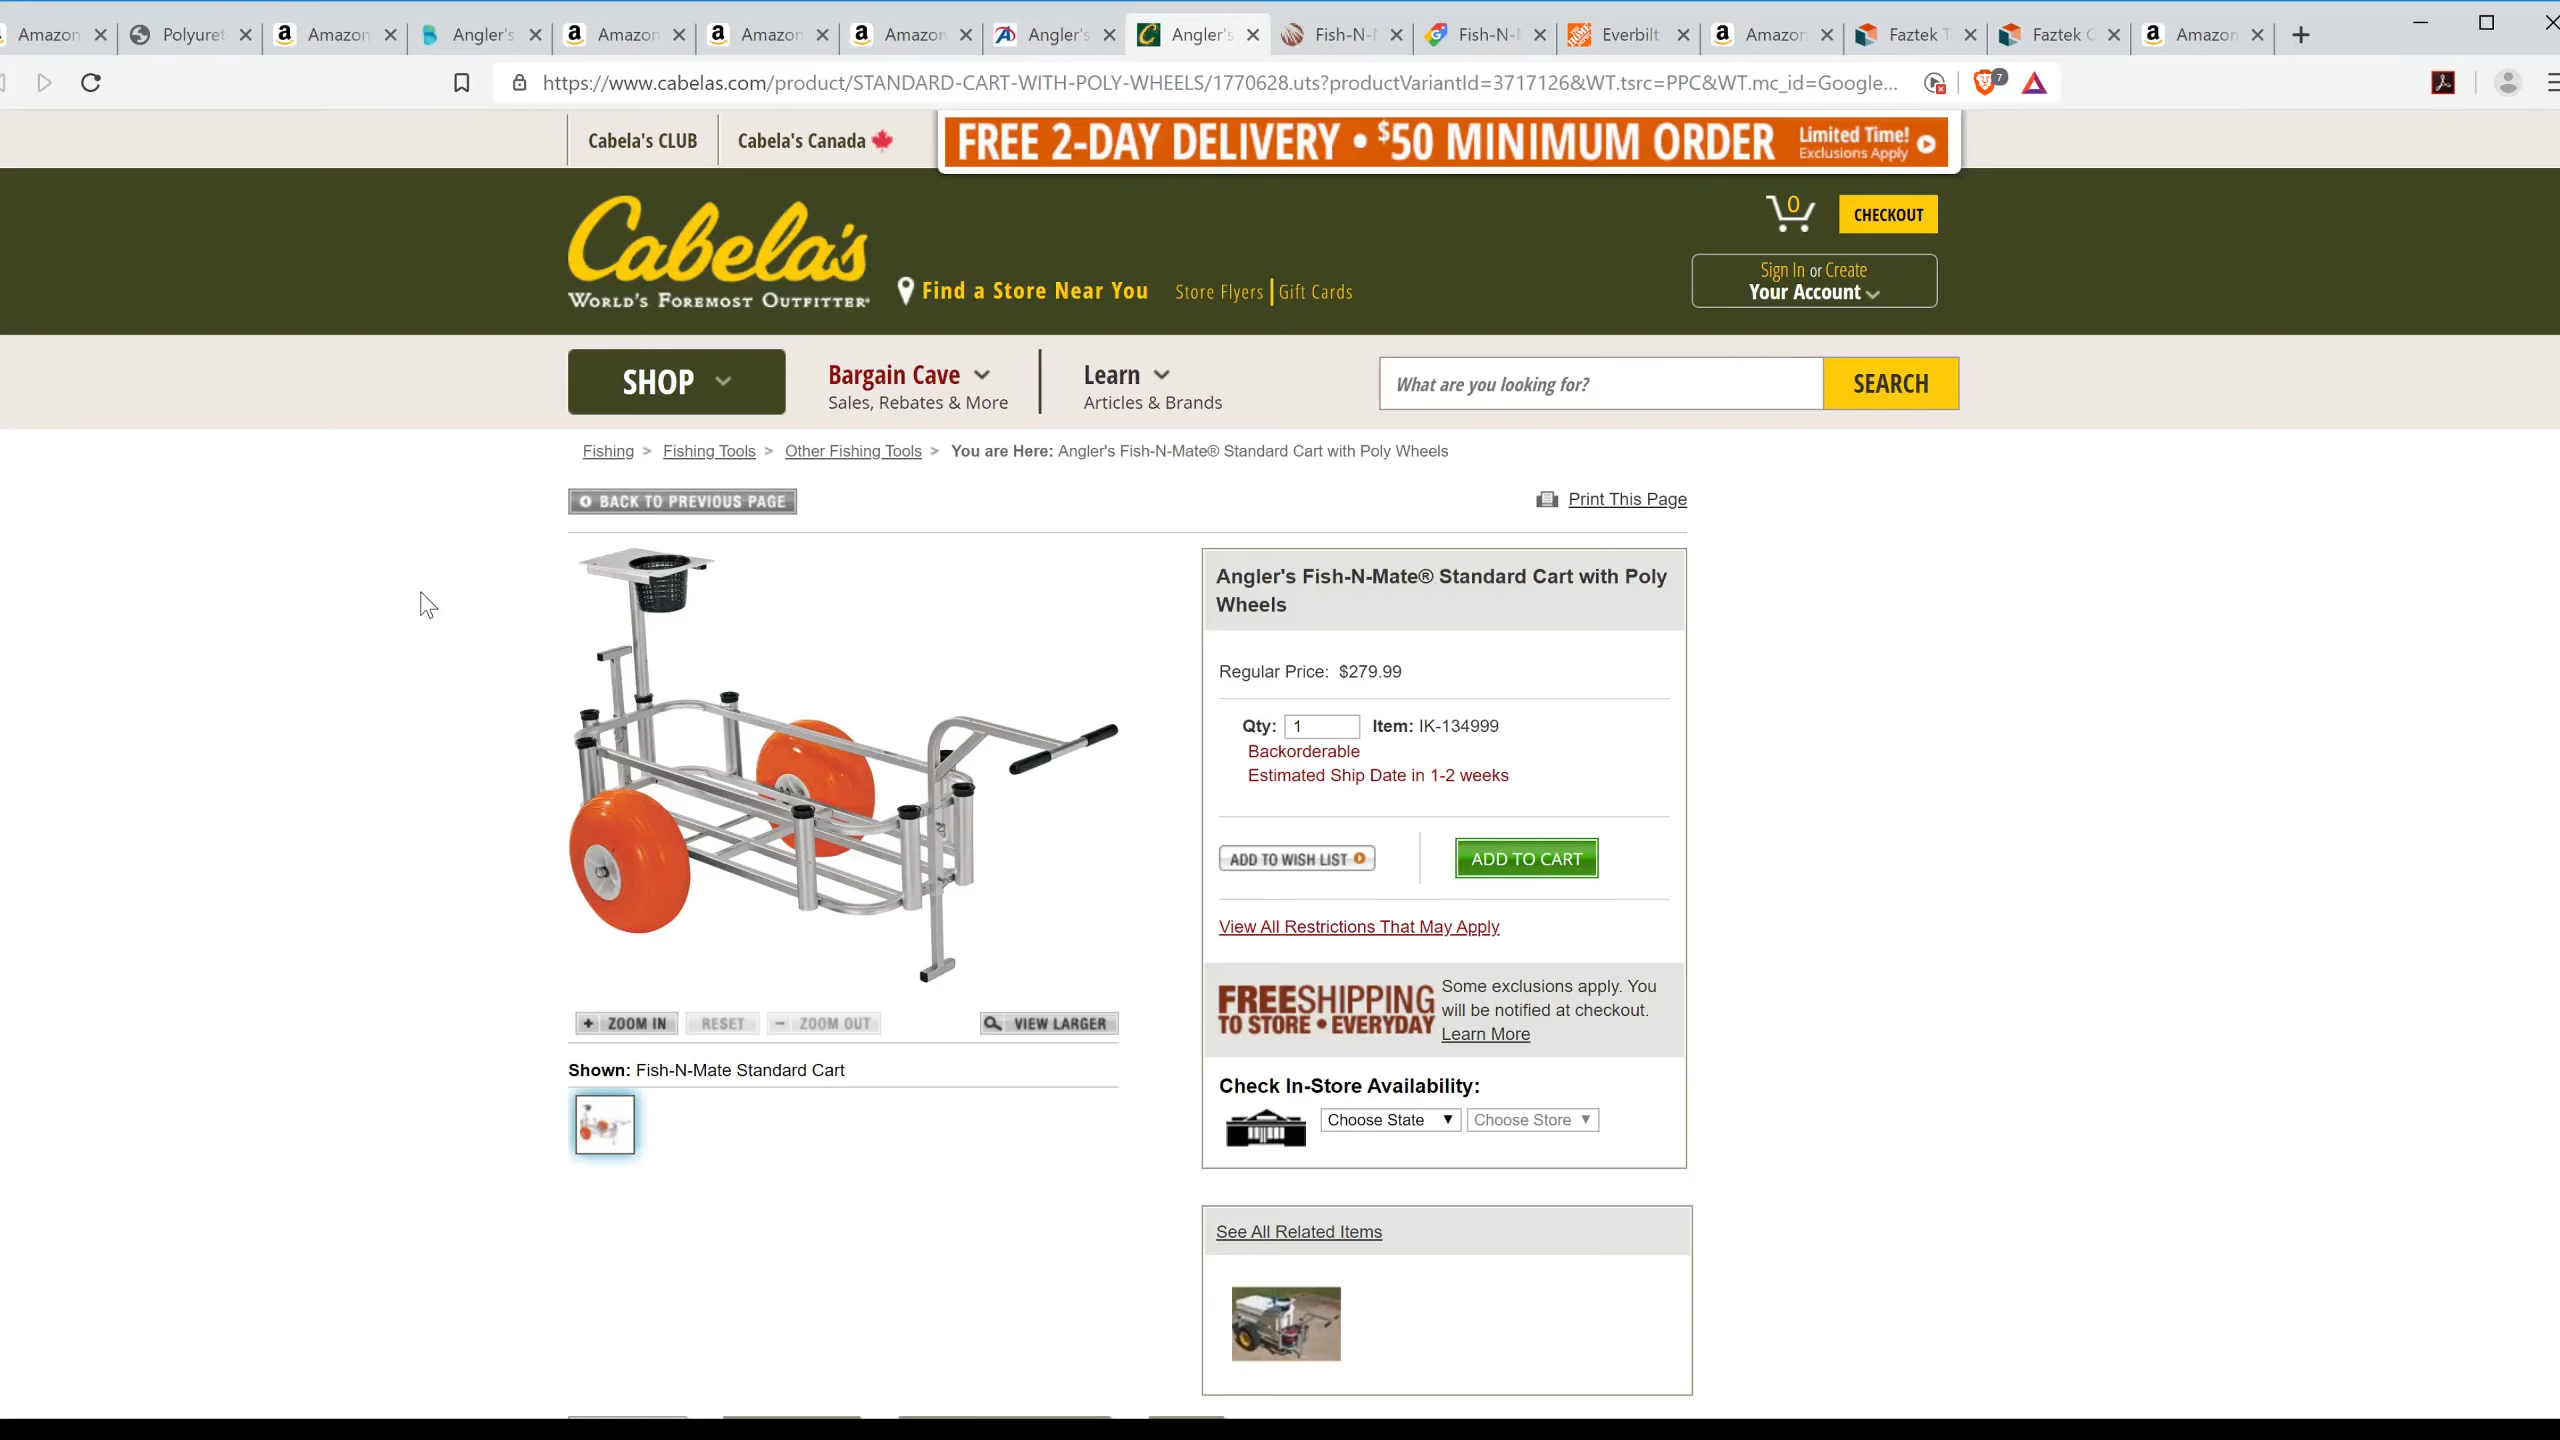 Amazon
Polyuret
Amazon
Angler's
Amazon
Amazon
Amazon
Angler's
Angler's
Fish-N-
Fish-N-
Everbilt
Amazon
Faztek
Faztek
Amazon
https://www.cabelas.com/product/STANDARD-CART-WITH-POLY-WHEELS/1770628.uts?productVariantId=3717126&WT.tsrc=PPC&WT.mc_id=Google...
7
Cabela's CLUB
Cabela's Canada
FREE 2-DAY DELIVERY • $50 MINIMUM ORDER
Limited Time!
Exclusions Apply
Cabela's
WORLD'S FOREMOST OUTFITTER
Find a Store Near You
Store Flyers
Gift Cards
0
CHECKOUT
Sign In or Create
Your Account
SHOP
Bargain Cave
Sales, Rebates & More
Learn
Articles & Brands
What are you looking for?
SEARCH
Fishing > Fishing Tools > Other Fishing Tools > You are Here: Angler's Fish-N-Mate® Standard Cart with Poly Wheels
BACK TO PREVIOUS PAGE
Print This Page
Angler's Fish-N-Mate® Standard Cart with Poly
Wheels
Regular Price: $279.99
Qty: 1 Item: IK-134999
Backorderable
Estimated Ship Date in 1-2 weeks
ADD TO WISH LIST
ADD TO CART
View All Restrictions That May Apply
FREE SHIPPING
TO STORE • EVERYDAY
Some exclusions apply. You
will be notified at checkout.
Learn More
+ ZOOM IN
RESET
− ZOOM OUT
VIEW LARGER
Shown: Fish-N-Mate Standard Cart
Check In-Store Availability:
Choose State
Choose Store
See All Related Items